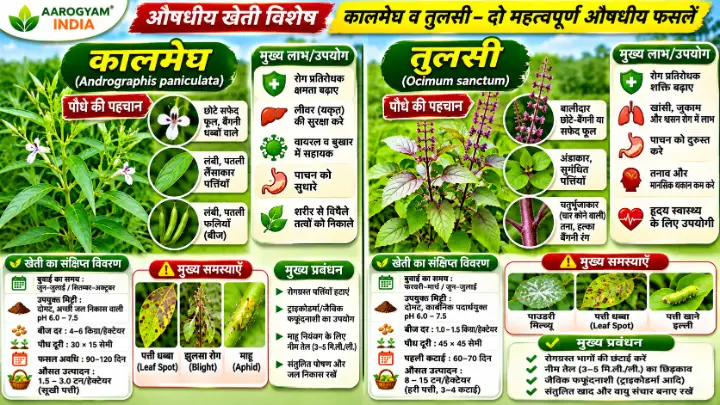 AAROGYAM®
INDIA
औषधीय खेती विशेष
कालमेघ व तुलसी – दो महत्वपूर्ण औषधीय फसलें
कालमेघ
(Andrographis paniculata)
पौधे की पहचान
छोटे सफेद
फूल, बैंगनी
धब्बों वाले
लंबी, पतली
लैंसाकार
पत्तियाँ
लंबी, पतली
फलियाँ
(बीज)
मुख्य लाभ/उपयोग
रोग प्रतिरोधक
क्षमता बढ़ाए
लीवर (यकृत)
की सुरक्षा करे
वायरल व बुखार
में सहायक
पाचन को
सुधारे
शरीर से विषैले
तत्वों को निकाले
खेती का संक्षिप्त विवरण
बुवाई का समय :
जून-जुलाई / सितम्बर-अक्टूबर
उपयुक्त मिट्टी :
दोमट, अच्छी जल निकास वाली
pH 6.0 – 7.5
बीज दर : 4–6 किग्रा/हेक्टेयर
पौध दूरी : 30 × 15 सेमी
फसल अवधि : 90–120 दिन
औसत उत्पादन :
1.5 – 3.0 टन/हेक्टेयर
(सूखी पत्ती)
मुख्य समस्याएँ
पत्ती धब्बा
(Leaf Spot)
झुलसा रोग
(Blight)
माहू
(Aphid)
मुख्य प्रबंधन
रोगग्रस्त पत्तियाँ हटाएं
ट्राइकोडर्मा/जैविक
फफूंदनाशी का उपयोग
माहू नियंत्रण के लिए
नीम तेल (3–5 मि.ली./ली.)
संतुलित पोषण और
जल निकास रखें
तुलसी
(Ocimum sanctum)
पौधे की पहचान
बालीदार
छोटे-बैंगनी या
सफेद फूल
अंडाकार,
सुगंधित
पत्तियाँ
चतुर्भुजाकार
(चार कोने वाली)
तना, हल्का
बैंगनी रंग
मुख्य लाभ/उपयोग
रोग प्रतिरोधक
शक्ति बढ़ाए
खांसी, जुकाम
और श्वसन रोग में लाभ
पाचन को दुरुस्त
करे
तनाव और
मानसिक थकान कम करे
हृदय स्वास्थ्य
के लिए उपयोगी
खेती का संक्षिप्त विवरण
बुवाई का समय :
फरवरी-मार्च / जून-जुलाई
उपयुक्त मिट्टी :
दोमट, कार्बनिक पदार्थयुक्त
pH 6.0 – 7.5
बीज दर : 1.0–1.5 किग्रा/हेक्टेयर
पौध दूरी : 45 × 45 सेमी
पहली कटाई : 60–70 दिन
औसत उत्पादन :
8 – 15 टन/हेक्टेयर
(हरी पत्ती, 3–4 कटाई)
मुख्य समस्याएँ
पाउडरी
मिल्ड्यू
पत्ती धब्बा
(Leaf Spot)
पत्ती खाने
इल्ली
मुख्य प्रबंधन
रोगग्रस्त भागों की छंटाई करें
नीम तेल (3–5 मि.ली./ली.) का छिड़काव
जैविक फफूंदनाशी (ट्राइकोडर्मा आदि)
संतुलित खाद और वायु संचार बनाए रखें